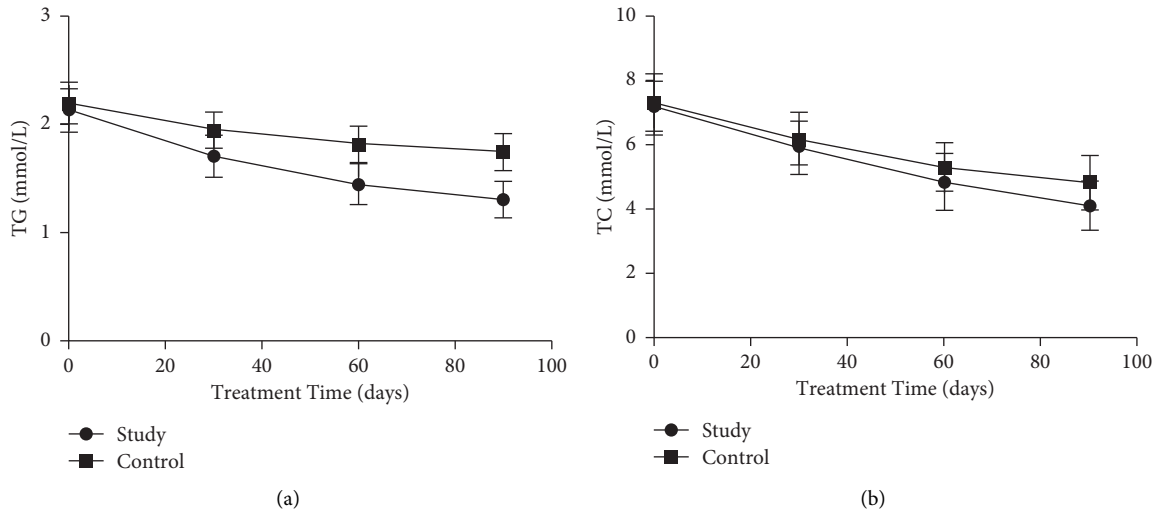 3
2
1
0
TG (mmol/L)
0 20 40 60 80 100
Treatment Time (days)
Study
Control
(a)
10
8
6
4
2
0
TC (mmol/L)
0 20 40 60 80 100
Treatment Time (days)
Study
Control
(b)